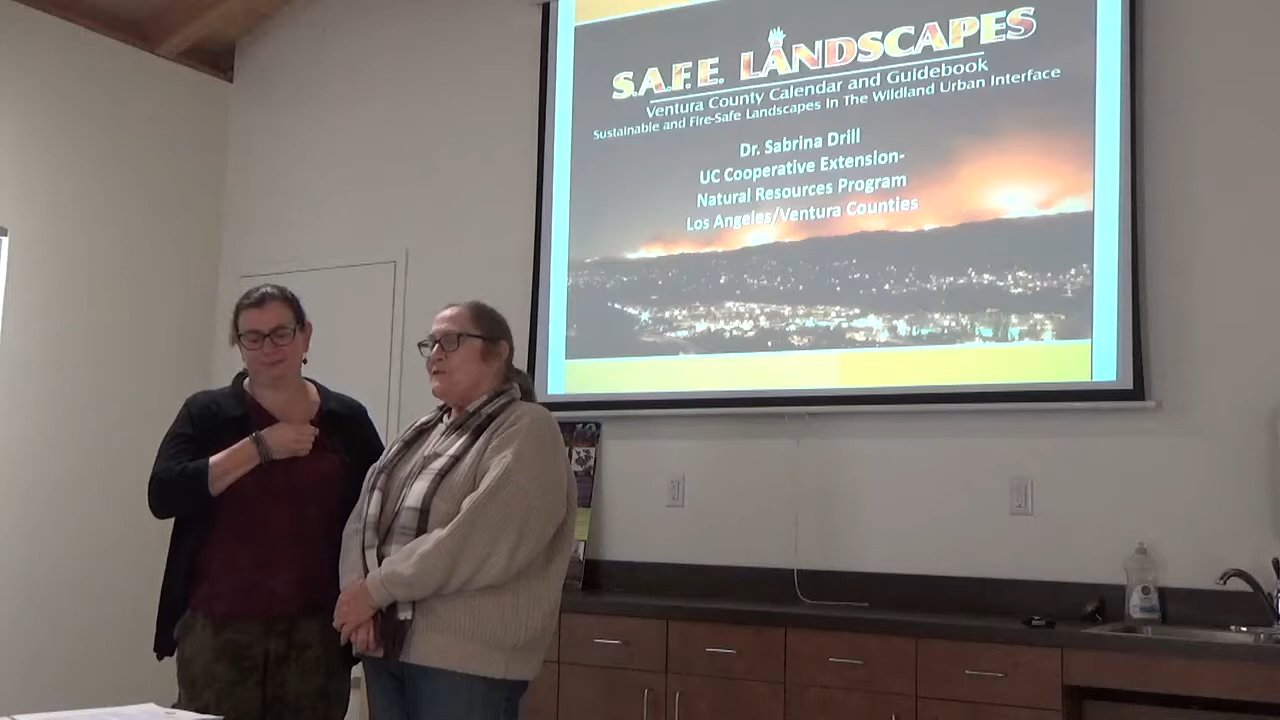 S.A.F.E. LANDSCAPES
Ventura County Calendar and Guidebook
Sustainable and Fire-Safe Landscapes In The Wildland Urban Interface
Dr. Sabrina Drill
UC Cooperative Extension-
Natural Resources Program
Los Angeles/Ventura Counties
10